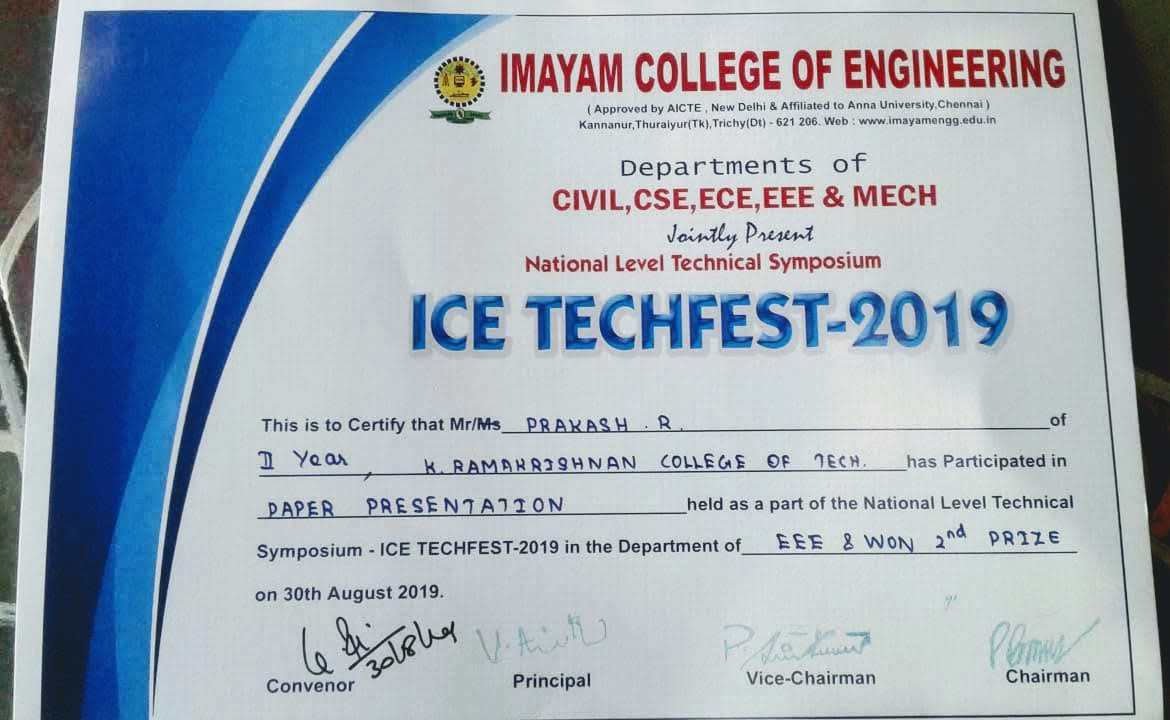 IMAYAM COLLEGE OF ENGINEERING
( Approved by AICTE , New Delhi & Affiliated to Anna University,Chennai )
Kannanur,Thuraiyur(Tk),Trichy(Dt) - 621 206. Web : www.imayamengg.edu.in
Departments of
CIVIL,CSE,ECE,EEE & MECH
Jointly Present
National Level Technical Symposium
ICE TECHFEST-2019
This is to Certify that Mr/Ms PRAKASH . R. of
II Year, K. RAMAKRISHNAN COLLEGE OF TECH. has Participated in
PAPER PRESENTATION held as a part of the National Level Technical
Symposium - ICE TECHFEST-2019 in the Department of EEE & WON 2nd PRIZE
on 30th August 2019.
Convenor Principal Vice-Chairman Chairman